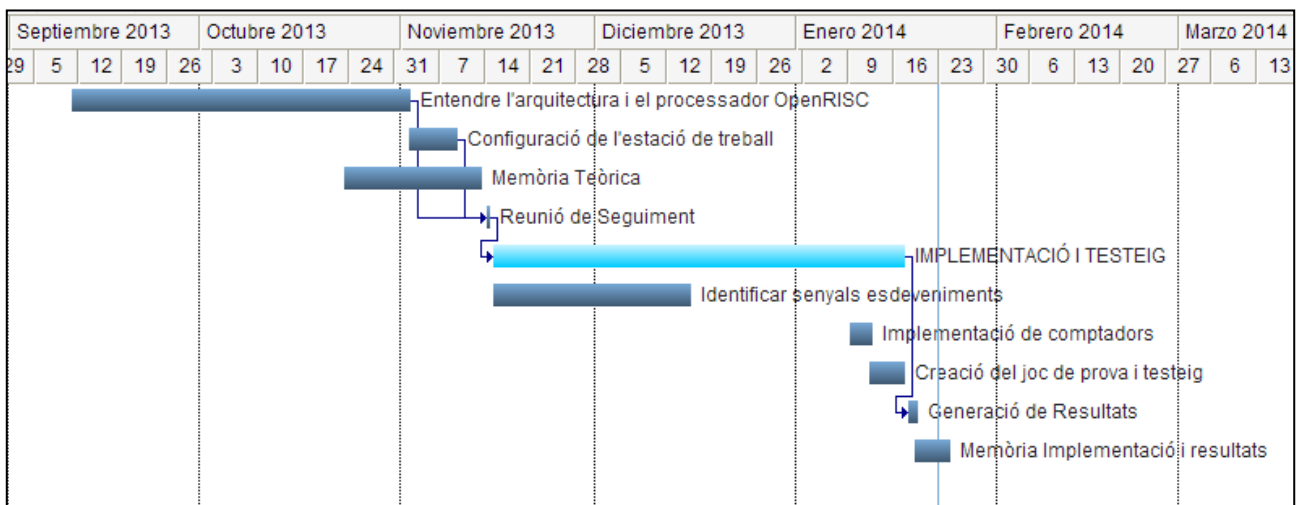 Septiembre 2013 Octubre 2013 Noviembre 2013 Diciembre 2013 Enero 2014 Febrero 2014 Marzo 2014
29 5 12 19 26 3 10 17 24 31 7 14 21 28 5 12 19 26 2 9 16 23 30 6 13 20 27 6 13
Entendre l'arquitectura i el processador OpenRISC
Configuració de l'estació de treball
Memòria Teòrica
Reunió de Seguiment
IMPLEMENTACIÓ I TESTEIG
Identificar senyals esdeveniments
Implementació de comptadors
Creació del joc de prova i testeig
Generació de Resultats
Memòria Implementació i resultats